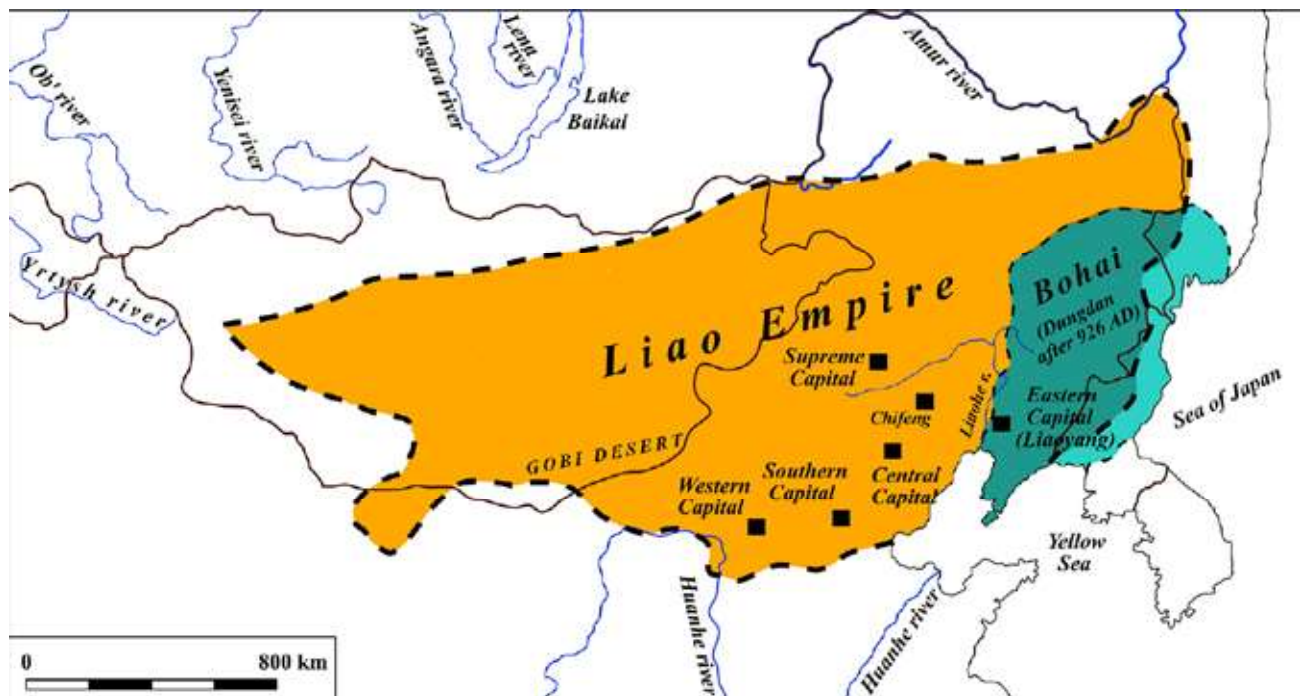 Ob' river
Yenisei river
Angara river
Lena
river
Lake
Baikal
Amur river
Yrtysh river
Liao Empire
Bohai
(Dungdan
after 926 AD)
Supreme
Capital
Chifeng
Liaohe r.
Eastern
Capital
(Liaoyang)
Sea of Japan
GOBI DESERT
Western
Capital
Southern
Capital
Central
Capital
Yellow
Sea
Huanhe river
Huanhe river
0 800 km